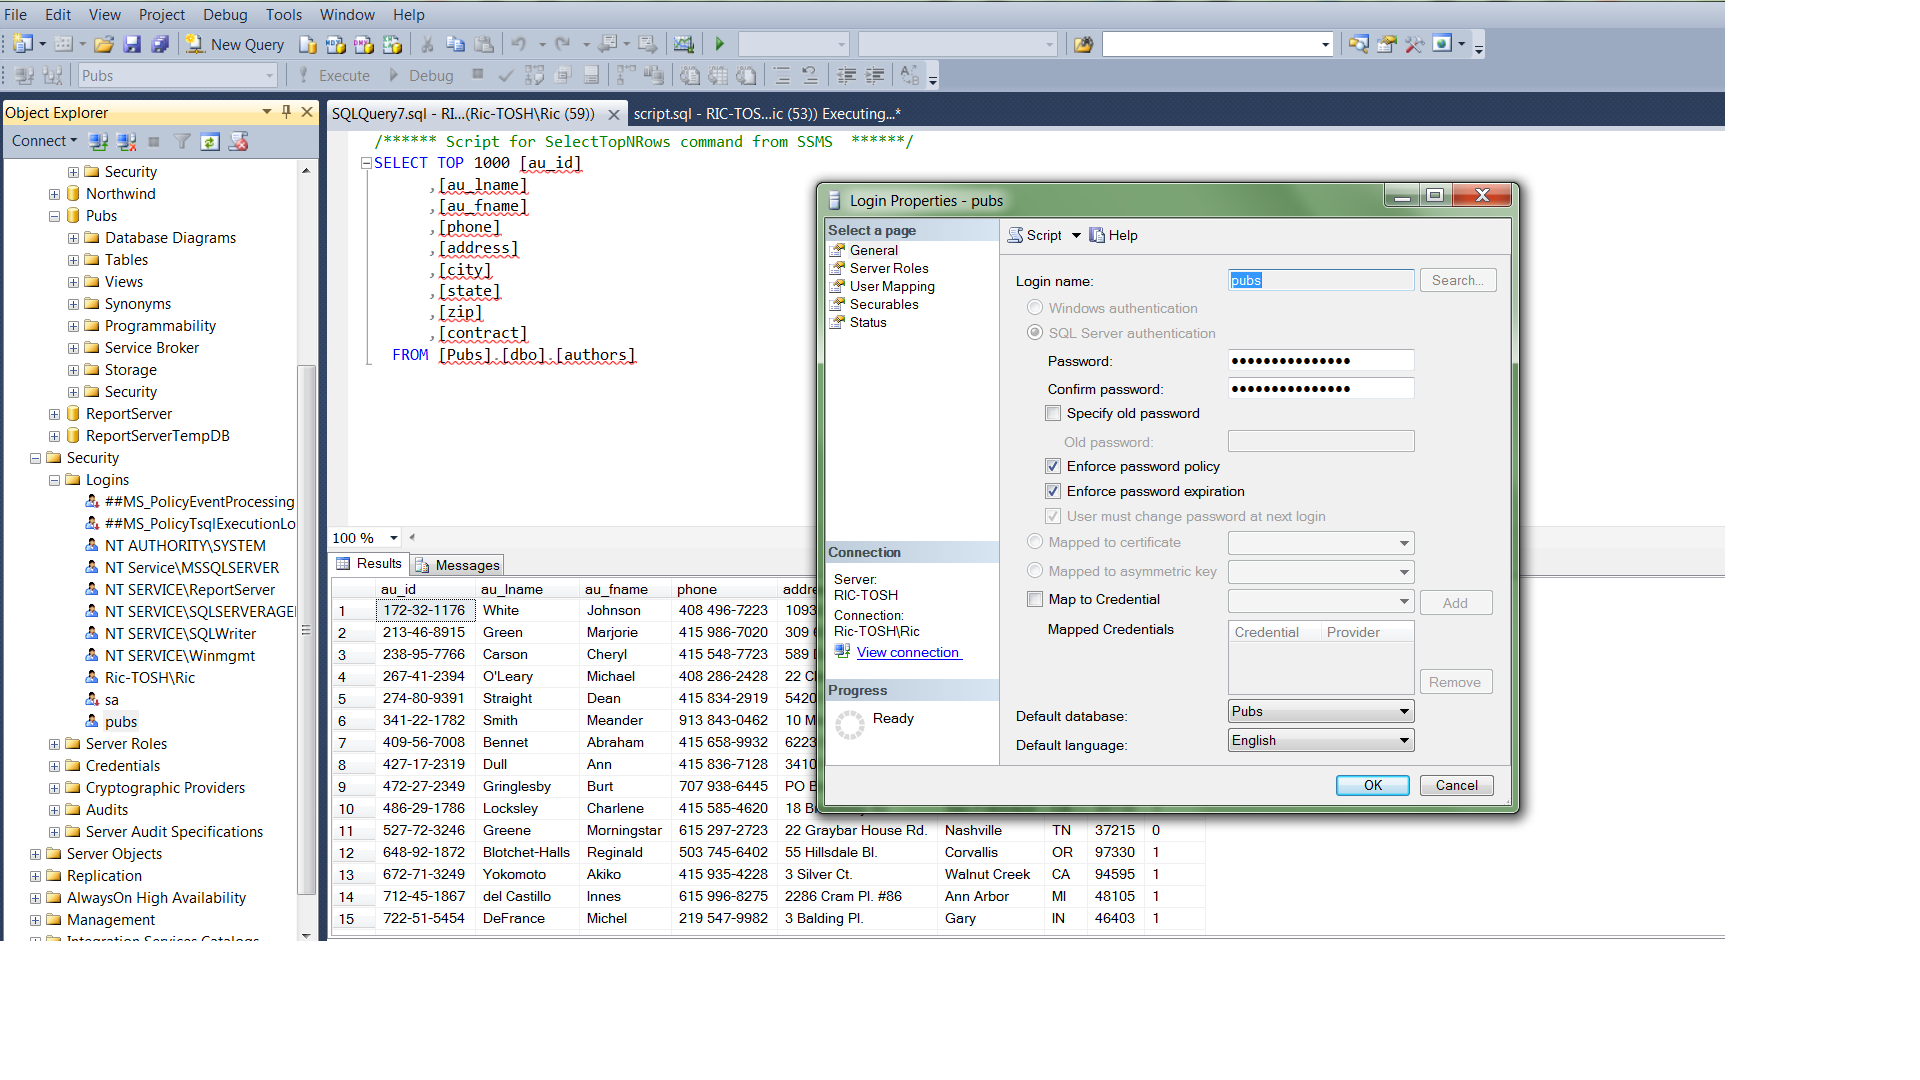 File Edit View Project Debug Tools Window Help
New Query
Pubs Execute Debug
Object Explorer
Connect
Security
Northwind
Pubs
Database Diagrams
Tables
Views
Synonyms
Programmability
Service Broker
Storage
Security
ReportServer
ReportServerTempDB
Security
Logins
##MS_PolicyEventProcessing
##MS_PolicyTsqlExecutionLo
NT AUTHORITY\SYSTEM
NT Service\MSSQLSERVER
NT SERVICE\ReportServer
NT SERVICE\SQLSERVERAGE
NT SERVICE\SQLWriter
NT SERVICE\Winmgmt
Ric-TOSH\Ric
sa
pubs
Server Roles
Credentials
Cryptographic Providers
Audits
Server Audit Specifications
Server Objects
Replication
AlwaysOn High Availability
Management
Integration Services Catalogs
SQLQuery7.sql - RI...(Ric-TOSH\Ric (59)) script.sql - RIC-TOS...ic (53)) Executing...*
/****** Script for SelectTopNRows command from SSMS ******/
SELECT TOP 1000 [au_id]
,[au_lname]
,[au_fname]
,[phone]
,[address]
,[city]
,[state]
,[zip]
,[contract]
FROM [Pubs].[dbo].[authors]
100 %
Results Messages
au_id au_lname au_fname phone addre
1 172-32-1176 White Johnson 408 496-7223 1093
2 213-46-8915 Green Marjorie 415 986-7020 309
3 238-95-7766 Carson Cheryl 415 548-7723 589
4 267-41-2394 O'Leary Michael 408 286-2428 22 Cl
5 274-80-9391 Straight Dean 415 834-2919 5420
6 341-22-1782 Smith Meander 913 843-0462 10 M
7 409-56-7008 Bennet Abraham 415 658-9932 6223
8 427-17-2319 Dull Ann 415 836-7128 3410
9 472-27-2349 Gringlesby Burt 707 938-6445 PO B
10 486-29-1786 Locksley Charlene 415 585-4620 18
11 527-72-3246 Greene Morningstar 615 297-2723 22 Graybar House Rd. Nashville TN 37215 0
12 648-92-1872 Blotchet-Halls Reginald 503 745-6402 55 Hillsdale Bl. Corvallis OR 97330 1
13 672-71-3249 Yokomoto Akiko 415 935-4228 3 Silver Ct. Walnut Creek CA 94595 1
14 712-45-1867 del Castillo Innes 615 996-8275 2286 Cram Pl. #86 Ann Arbor MI 48105 1
15 722-51-5454 DeFrance Michel 219 547-9982 3 Balding Pl. Gary IN 46403 1
Login Properties - pubs
Select a page
General
Server Roles
User Mapping
Securables
Status
Connection
Server:
RIC-TOSH
Connection:
Ric-TOSH\Ric
View connection
Progress
Ready
Script Help
Login name: pubs Search...
Windows authentication
SQL Server authentication
Password: ●●●●●●●●●●●●●●●
Confirm password: ●●●●●●●●●●●●●●●
Specify old password
Old password:
Enforce password policy
Enforce password expiration
User must change password at next login
Mapped to certificate
Mapped to asymmetric key
Map to Credential Add
Mapped Credentials Credential Provider
Remove
Default database: Pubs
Default language: English
OK Cancel